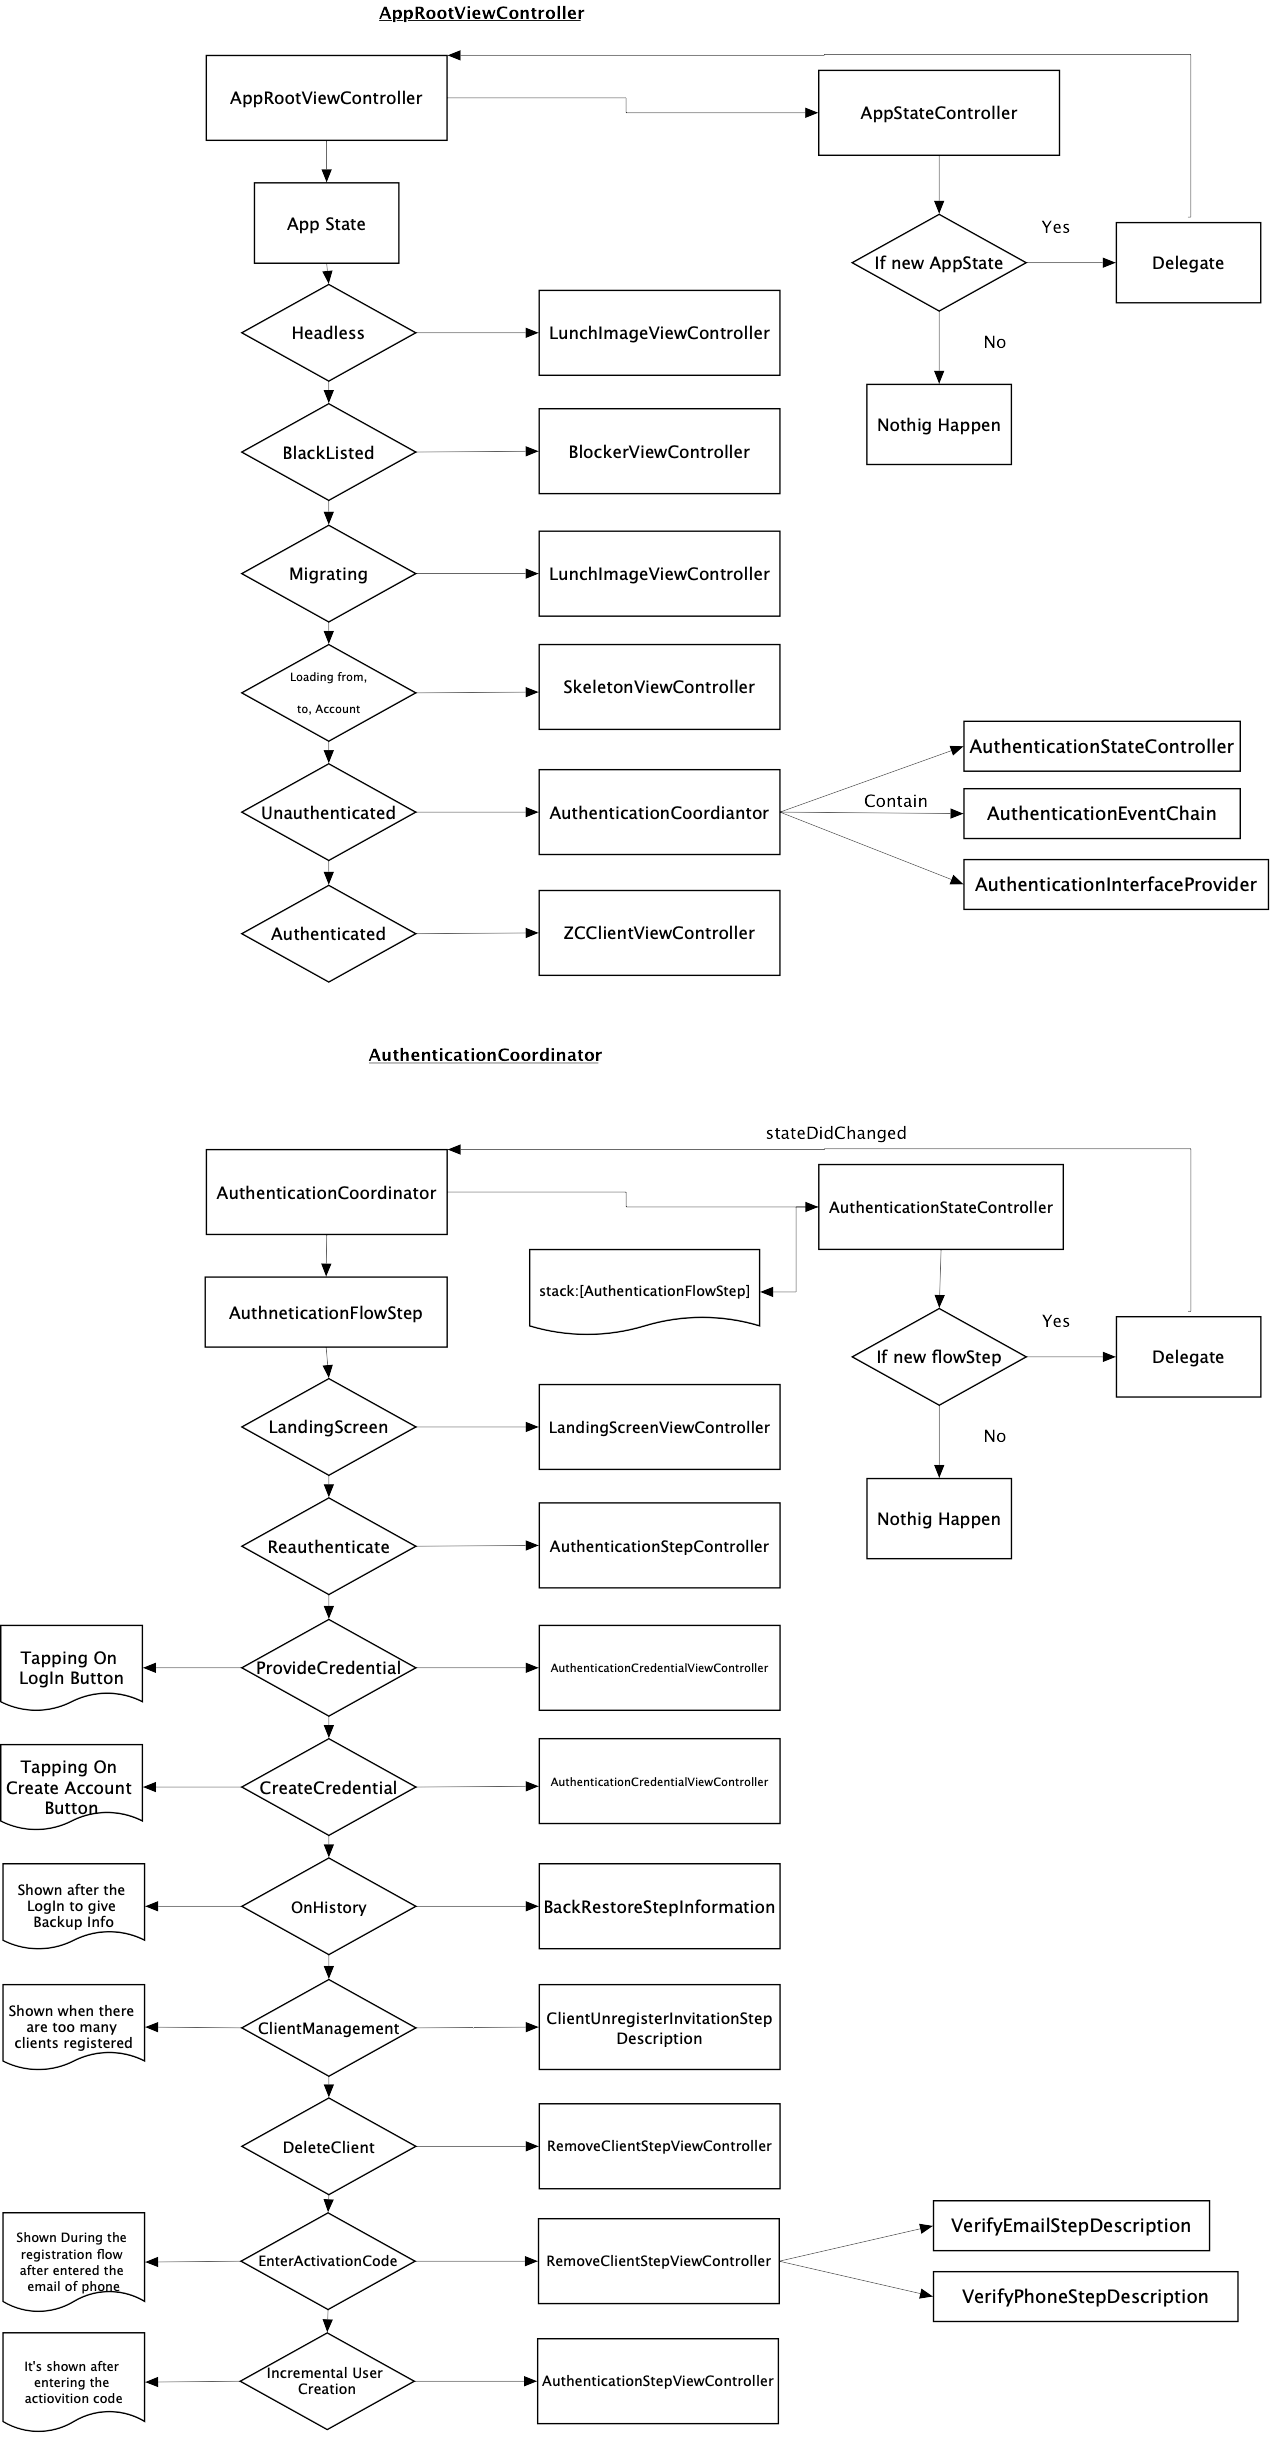 AppRootViewController
AppRootViewController
AppStateController
App State
Yes
If new AppState
Delegate
Headless
LunchImageViewController
No
Nothig Happen
BlackListed
BlockerViewController
Migrating
LunchImageViewController
Loading from,
to, Account
SkeletonViewController
AuthenticationStateController
Unauthenticated
AuthenticationCoordiantor
Contain
AuthenticationEventChain
AuthenticationInterfaceProvider
Authenticated
ZCClientViewController
AuthenticationCoordinator
stateDidChanged
AuthenticationCoordinator
AuthenticationStateController
stack:[AuthenticationFlowStep]
AuthneticationFlowStep
Yes
If new flowStep
Delegate
LandingScreen
LandingScreenViewController
No
Nothig Happen
Reauthenticate
AuthenticationStepController
Tapping On
LogIn Button
ProvideCredential
AuthenticationCredentialViewController
Tapping On
Create Account
Button
CreateCredential
AuthenticationCredentialViewController
Shown after the
LogIn to give
Backup Info
OnHistory
BackRestoreStepInformation
Shown when there
are too many
clients registered
ClientManagement
ClientUnregisterInvitationStep
Description
DeleteClient
RemoveClientStepViewController
Shown During the
registration flow
after entered the
email of phone
EnterActivationCode
RemoveClientStepViewController
VerifyEmailStepDescription
VerifyPhoneStepDescription
It's shown after
entering the
actiovition code
Incremental User
Creation
AuthenticationStepViewController